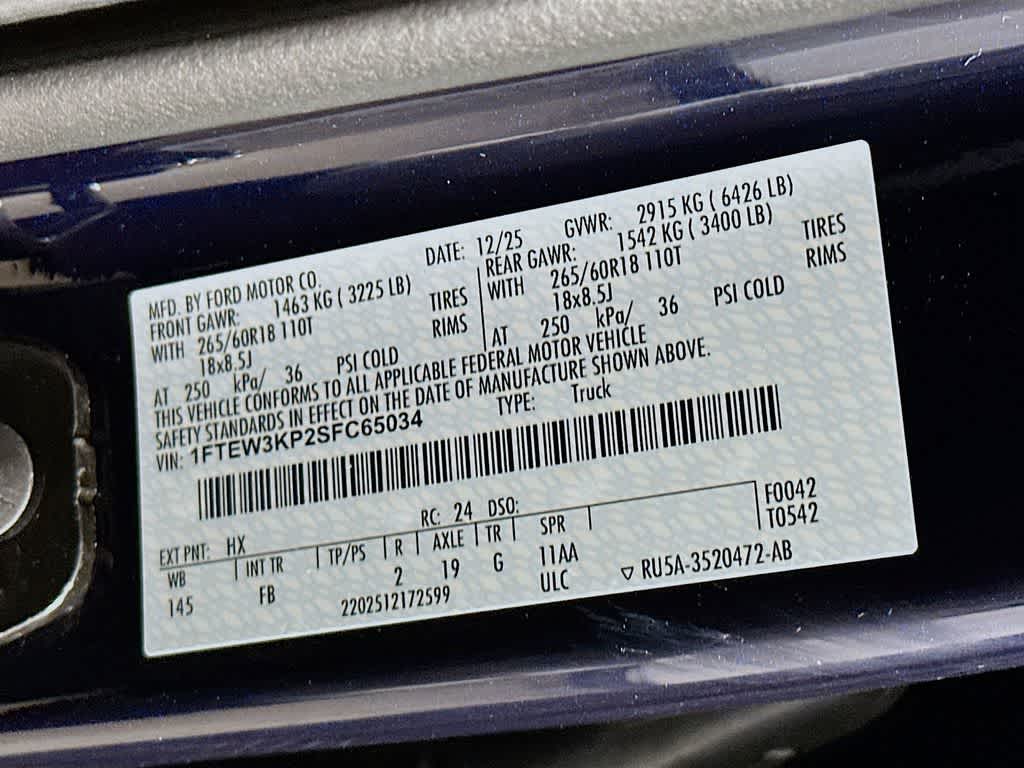 MFD. BY FORD MOTOR CO. DATE: 12/25 GVWR: 2915 KG ( 6426 LB)
FRONT GAWR: 1463 KG ( 3225 LB) REAR GAWR: 1542 KG ( 3400 LB)
WITH 265/60R18 110T TIRES WITH 265/60R18 110T TIRES
18x8.5J RIMS 18x8.5J RIMS
AT 250 kPa/ 36 PSI COLD AT 250 kPa/ 36 PSI COLD
THIS VEHICLE CONFORMS TO ALL APPLICABLE FEDERAL MOTOR VEHICLE
SAFETY STANDARDS IN EFFECT ON THE DATE OF MANUFACTURE SHOWN ABOVE.
VIN: 1FTEW3KP2SFC65034 TYPE: Truck
EXT PNT: HX RC: 24 DSO: F0042
WB INT TR TP/PS R AXLE TR SPR T0542
145 FB 2 19 G 11AA
2202512172599 ULC ▽ RU5A-3520472-AB